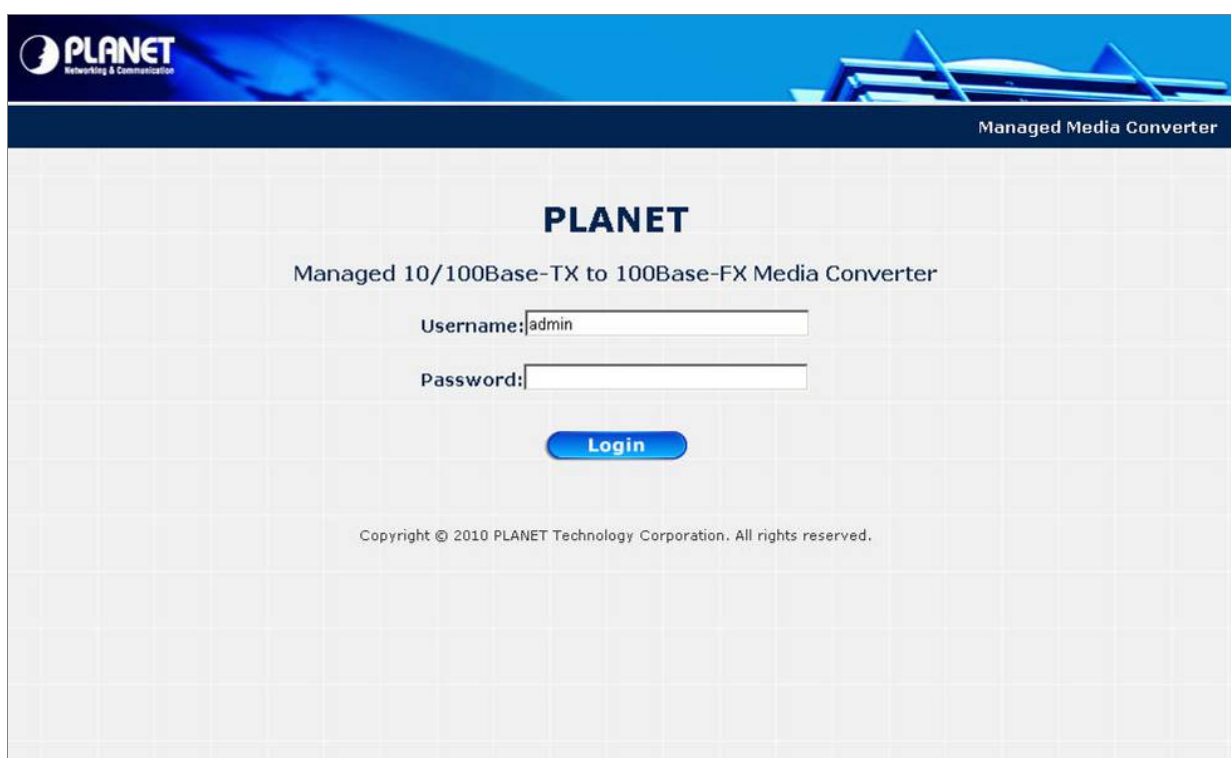 PLANET
Networking & Communication
Managed Media Converter
PLANET
Managed 10/100Base-TX to 100Base-FX Media Converter
Username: admin
Password:
Login
Copyright © 2010 PLANET Technology Corporation. All rights reserved.